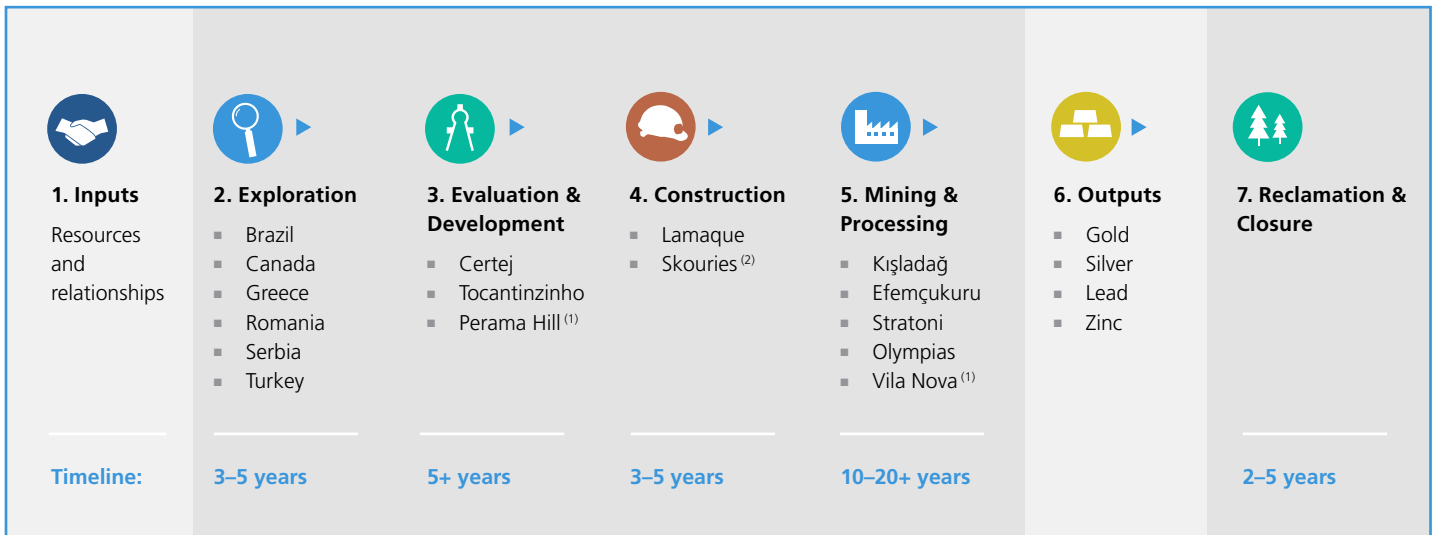 1. Inputs
Resources
and
relationships
2. Exploration
▪ Brazil
▪ Canada
▪ Greece
▪ Romania
▪ Serbia
▪ Turkey
3. Evaluation &
Development
▪ Certej
▪ Tocantinzinho
▪ Perama Hill (1)
4. Construction
▪ Lamaque
▪ Skouries (2)
5. Mining &
Processing
▪ Kışladağ
▪ Efemçukuru
▪ Stratoni
▪ Olympias
▪ Vila Nova (1)
6. Outputs
▪ Gold
▪ Silver
▪ Lead
▪ Zinc
7. Reclamation &
Closure
Timeline:
3–5 years
5+ years
3–5 years
10–20+ years
2–5 years